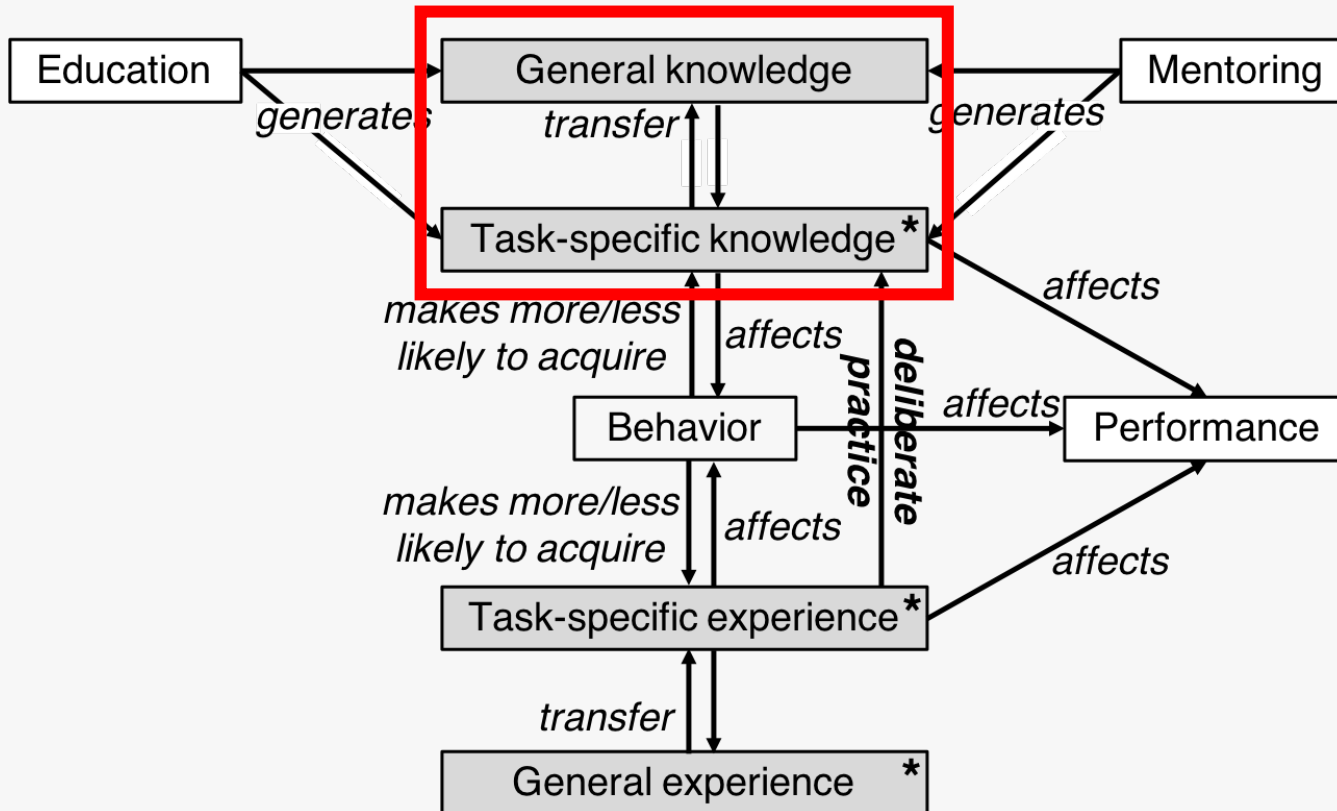 Education
General knowledge
Mentoring
generates
transfer
generates
Task-specific knowledge*
makes more/less
likely to acquire
affects
deliberate
practice
affects
Behavior
affects
Performance
makes more/less
likely to acquire
affects
affects
Task-specific experience*
transfer
General experience *